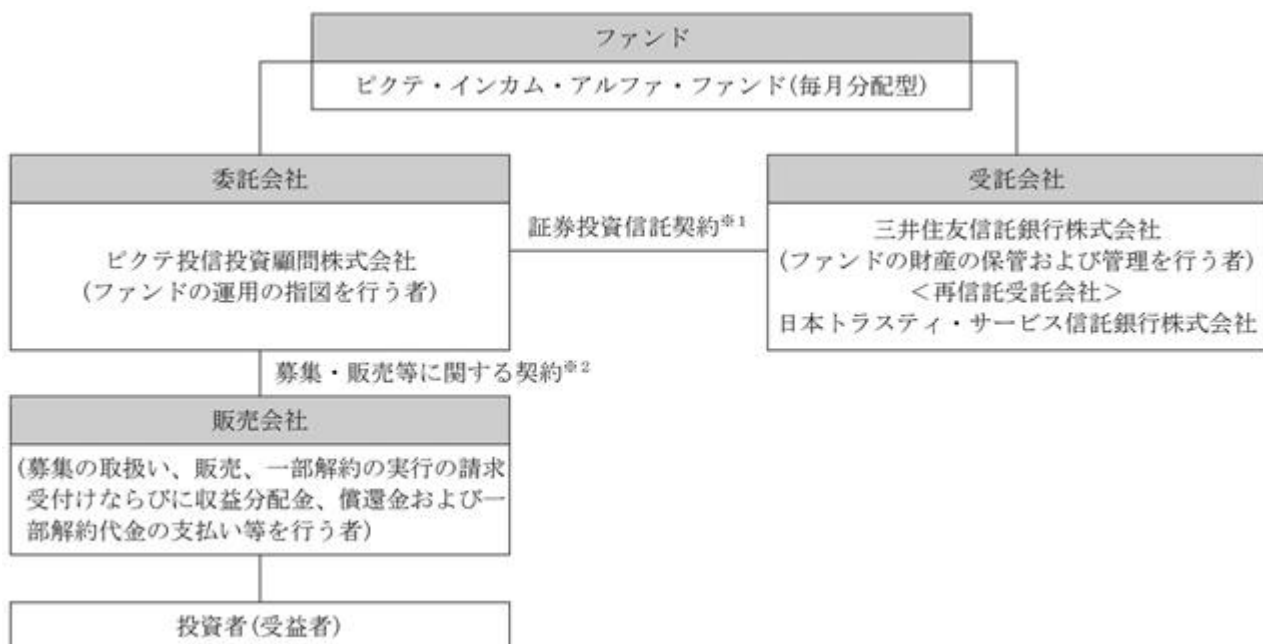 ファンド
ピクテ・インカム・アルファ・ファンド(毎月分配型)
委託会社
ピクテ投信投資顧問株式会社
(ファンドの運用の指図を行う者)
証券投資信託契約※1
受託会社
三井住友信託銀行株式会社
(ファンドの財産の保管および管理を行う者)
＜再信託受託会社＞
日本トラスティ・サービス信託銀行株式会社
募集・販売等に関する契約※2
販売会社
(募集の取扱い、販売、一部解約の実行の請求
受付けならびに収益分配金、償還金および一
部解約代金の支払い等を行う者)
投資者(受益者)